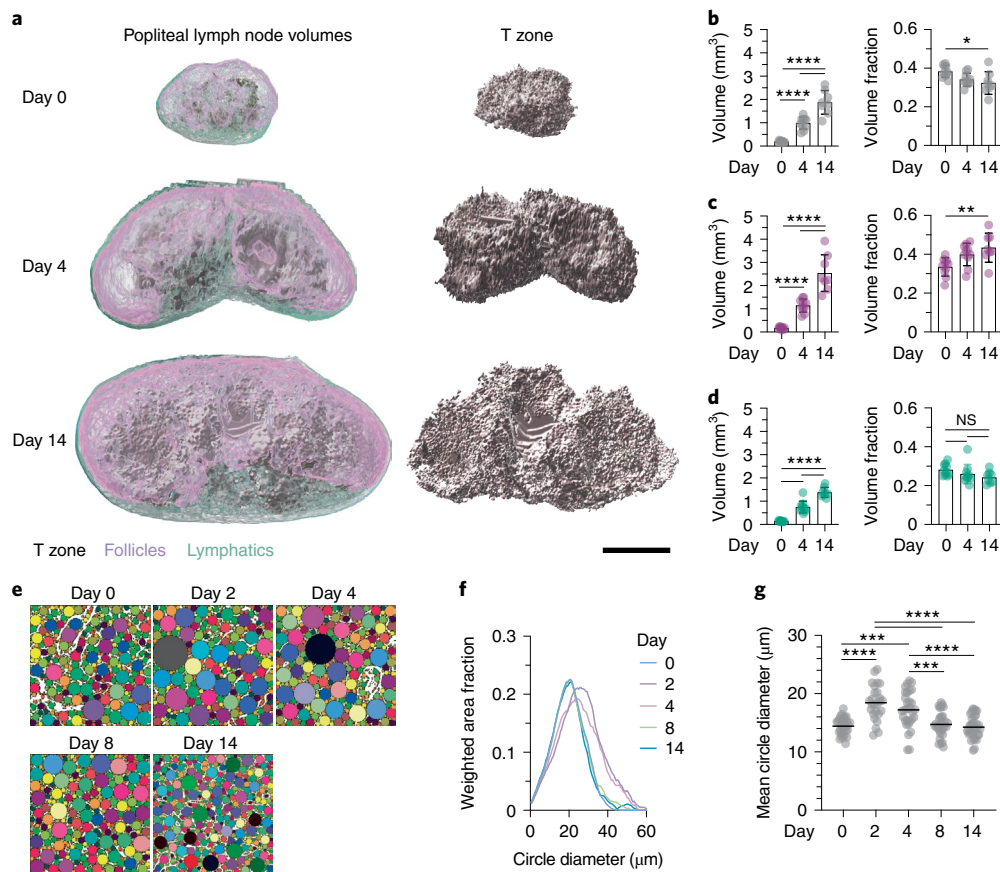 a
Popliteal lymph node volumes
T zone
Day 0
Day 4
Day 14
T zone Follicles Lymphatics
b
Volume (mm3)
5
4
3
2
1
0
****
****
Day 0 4 14
Volume fraction
0.6
0.4
0.2
0
*
0 4 14
c
Volume (mm3)
5
4
3
2
1
0
****
****
Day 0 4 14
Volume fraction
0.6
0.4
0.2
0
**
0 4 14
d
Volume (mm3)
5
4
3
2
1
0
****
Day 0 4 14
Volume fraction
0.6
0.4
0.2
0
NS
0 4 14
e
Day 0 Day 2 Day 4
Day 8 Day 14
f
Weighted area fraction
0.3
0.2
0.1
0
0 20 40 60
Circle diameter (μm)
Day
0
2
4
8
14
g
Mean circle diameter (μm)
30
20
10
0
****
***
****
****
***
Day 0 2 4 8 14